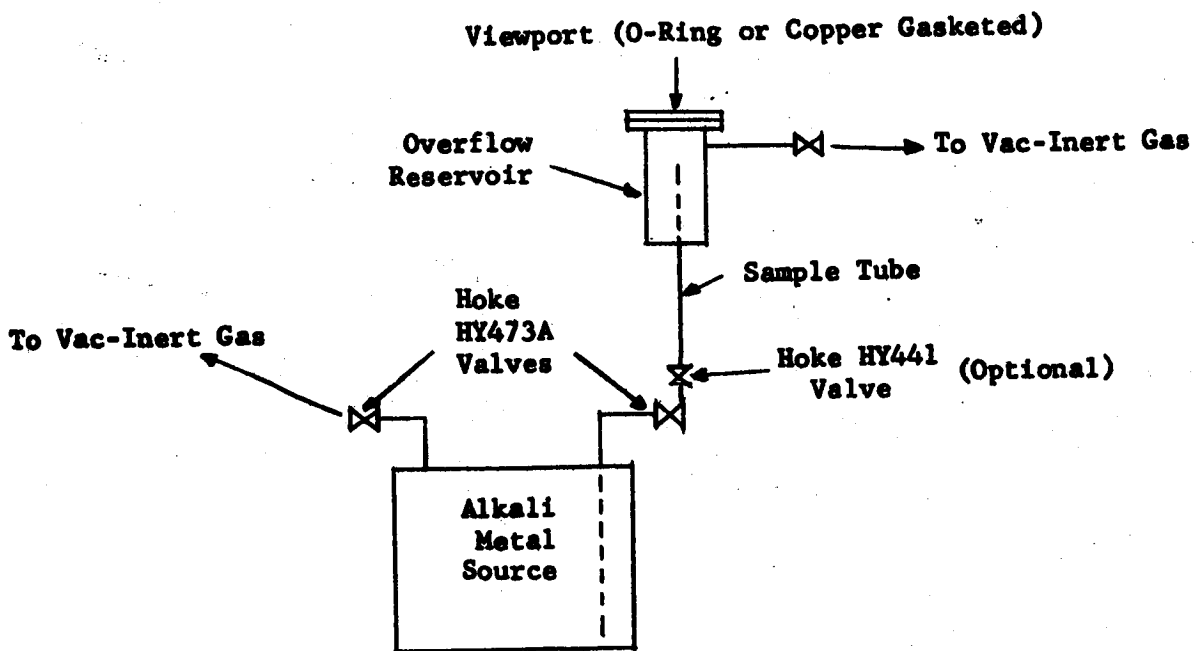 Viewport (O-Ring or Copper Gasketed)
Overflow
Reservoir
To Vac-Inert Gas
Sample Tube
Hoke
HY473A
Valves
To Vac-Inert Gas
Hoke HY441 (Optional)
Valve
Alkali
Metal
Source